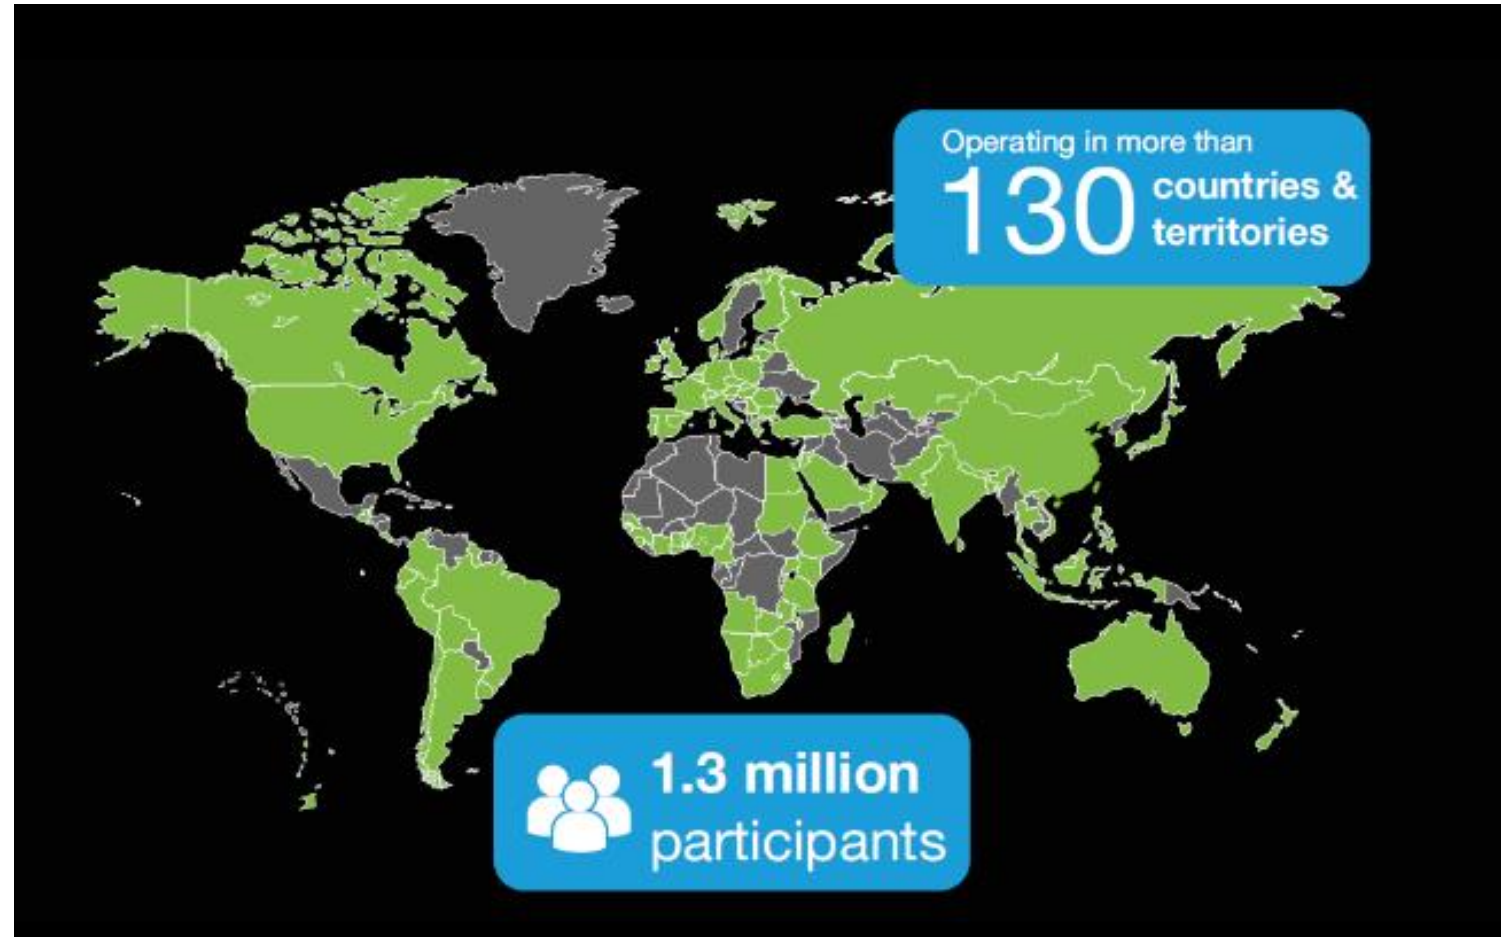 Operating in more than
130 countries &
territories
1.3 million
participants